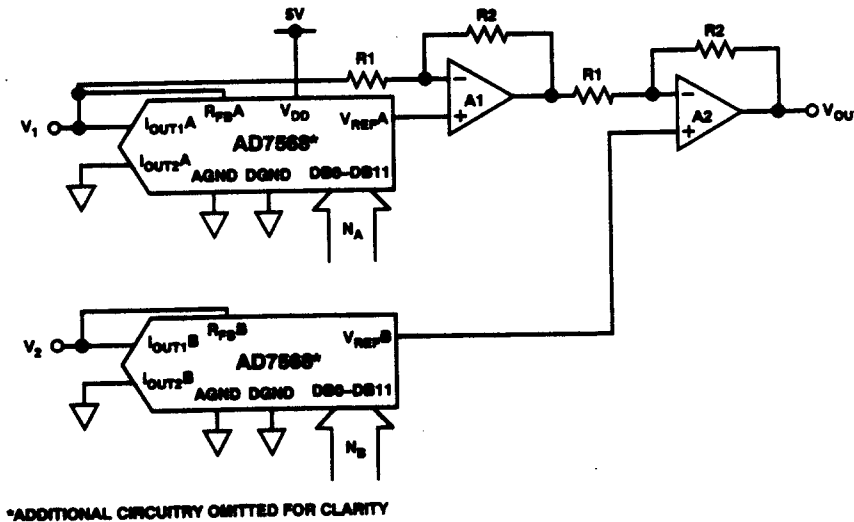 5V
R2
R2
R1
R1
A1
A2
V1
IOUT1A
RFBA
VDD
VREFA
AD7568*
IOUT2A
AGND DGND DB0–DB11
NA
VOUT
V2
IOUT1B
RFBB
VREFB
AD7568*
IOUT2B
AGND DGND DB0–DB11
NB
*ADDITIONAL CIRCUITRY OMITTED FOR CLARITY